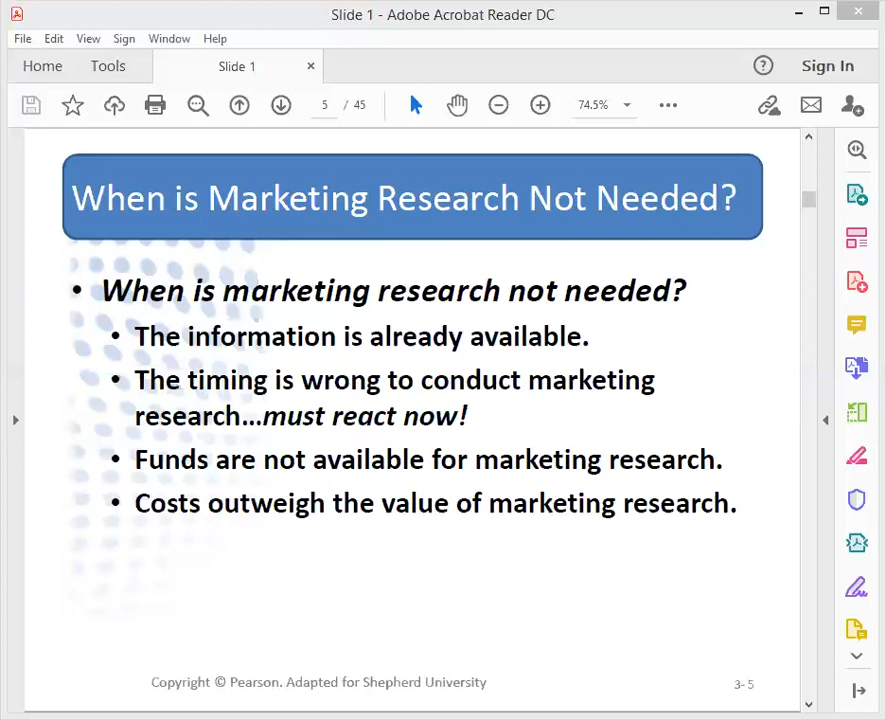 Slide 1 - Adobe Acrobat Reader DC
File Edit View Sign Window Help
Home Tools Slide 1 × ? Sign In
5 / 45 74.5%
When is Marketing Research Not Needed?
• When is marketing research not needed?
• The information is already available.
• The timing is wrong to conduct marketing
research…must react now!
• Funds are not available for marketing research.
• Costs outweigh the value of marketing research.
Copyright © Pearson. Adapted for Shepherd University 3- 5